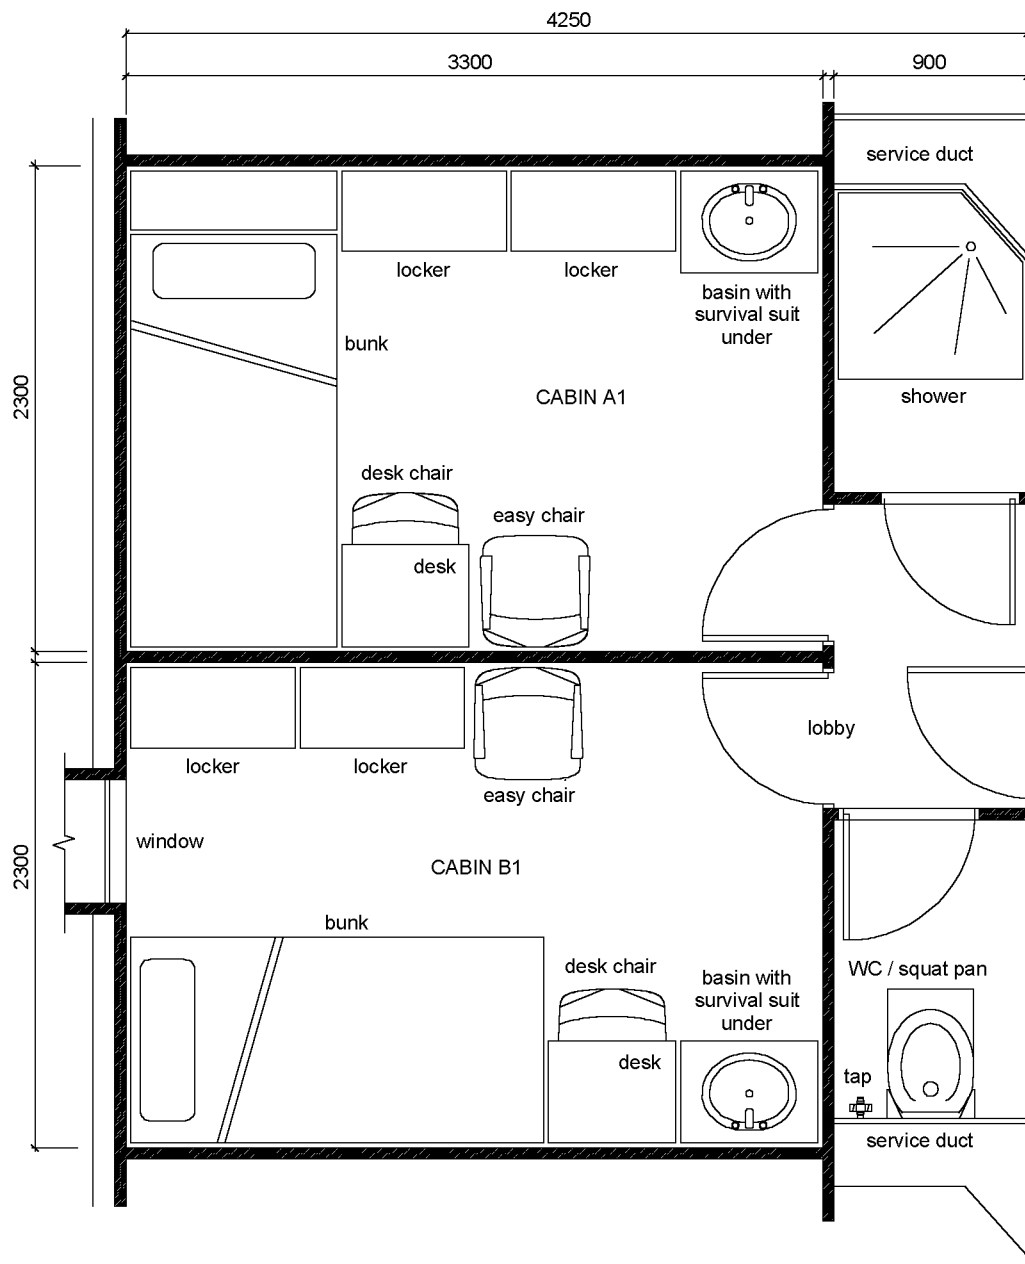 4250
3300
900
service duct
locker
locker
basin with
survival suit
under
bunk
2300
CABIN A1
shower
desk chair
easy chair
desk
lobby
locker
locker
easy chair
window
2300
CABIN B1
bunk
desk chair
basin with
survival suit
under
WC / squat pan
desk
tap
service duct